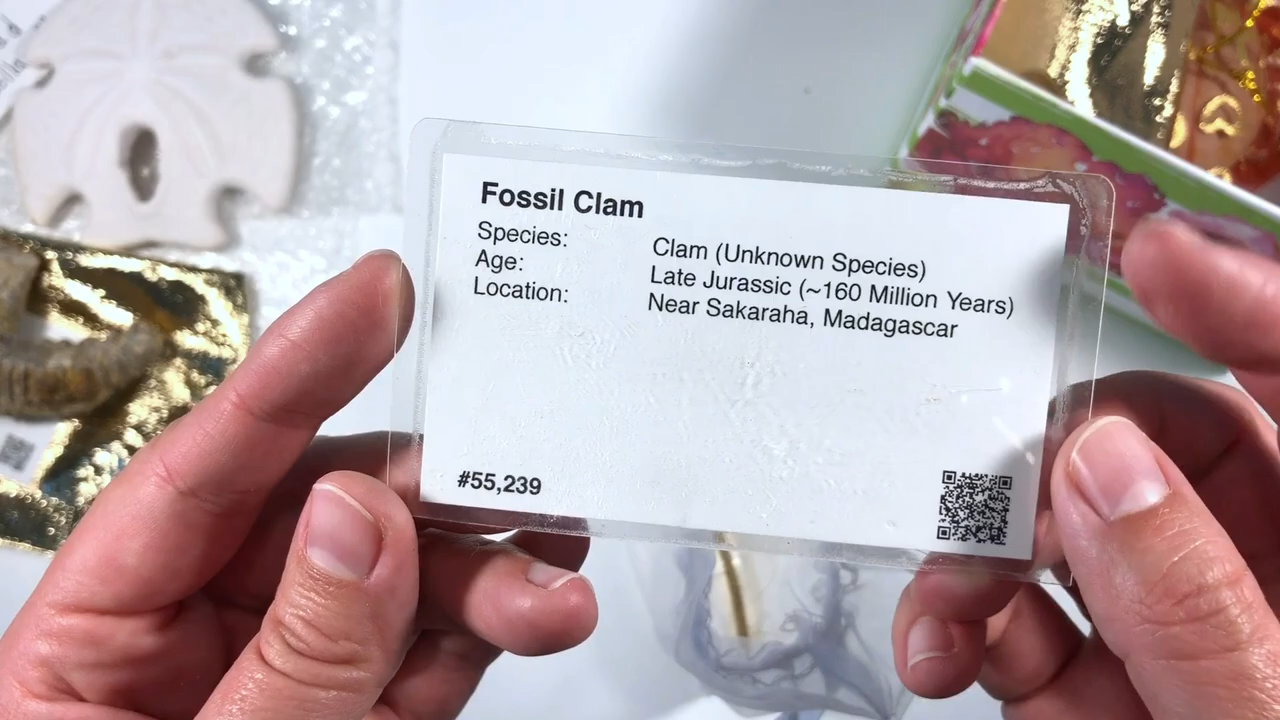 Fossil Clam
Species: Clam (Unknown Species)
Age: Late Jurassic (~160 Million Years)
Location: Near Sakaraha, Madagascar
#55,239